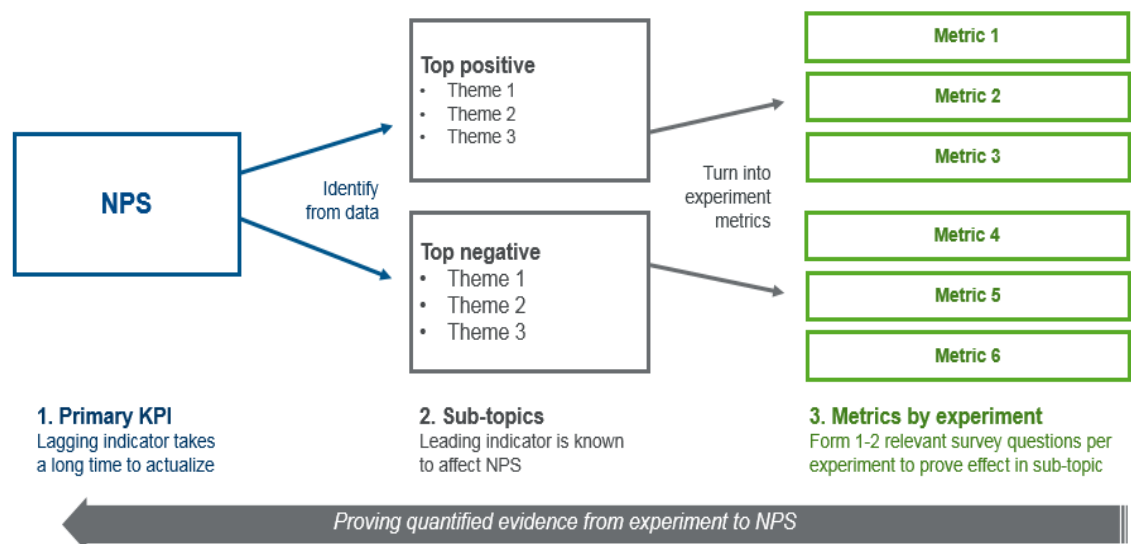 NPS
Identify
from data
Top positive
• Theme 1
• Theme 2
• Theme 3
Top negative
• Theme 1
• Theme 2
• Theme 3
Turn into
experiment
metrics
Metric 1
Metric 2
Metric 3
Metric 4
Metric 5
Metric 6
1. Primary KPI
Lagging indicator takes
a long time to actualize
2. Sub-topics
Leading indicator is known
to affect NPS
3. Metrics by experiment
Form 1-2 relevant survey questions per
experiment to prove effect in sub-topic
Proving quantified evidence from experiment to NPS